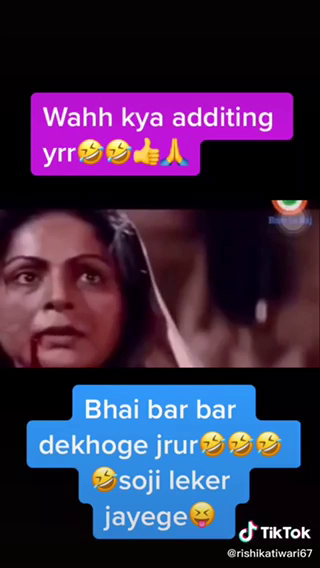 Wahh kya additing
yrr🤣🤣👍🙏
Bhai bar bar
dekhoge jrur🤣🤣🤣
🤣soji leker
jayege😝
TikTok
@rishikatiwari67